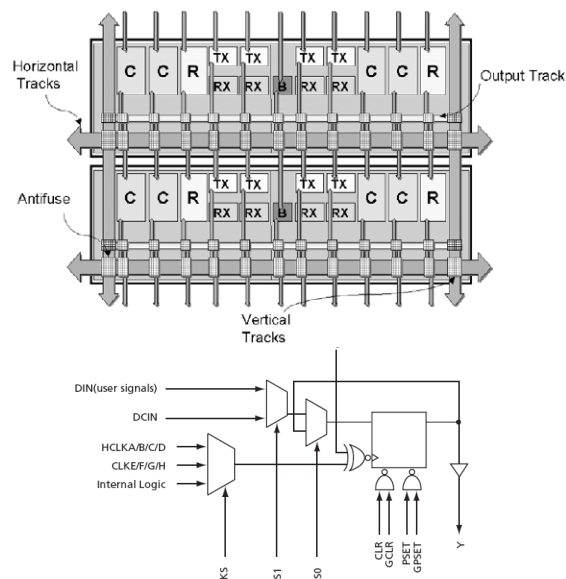 TX TX TX TX
Horizontal
Tracks
C C R RX RX B RX RX C C R
Output Track
TX TX TX TX
Antifuse
C C R RX RX B RX RX C C R
Vertical
Tracks
DIN(user signals)
DCIN
HCLKA/B/C/D
CLKE/F/G/H
Internal Logic
KS
S1
S0
CLR
GCLR
PSET
GPSET
Y